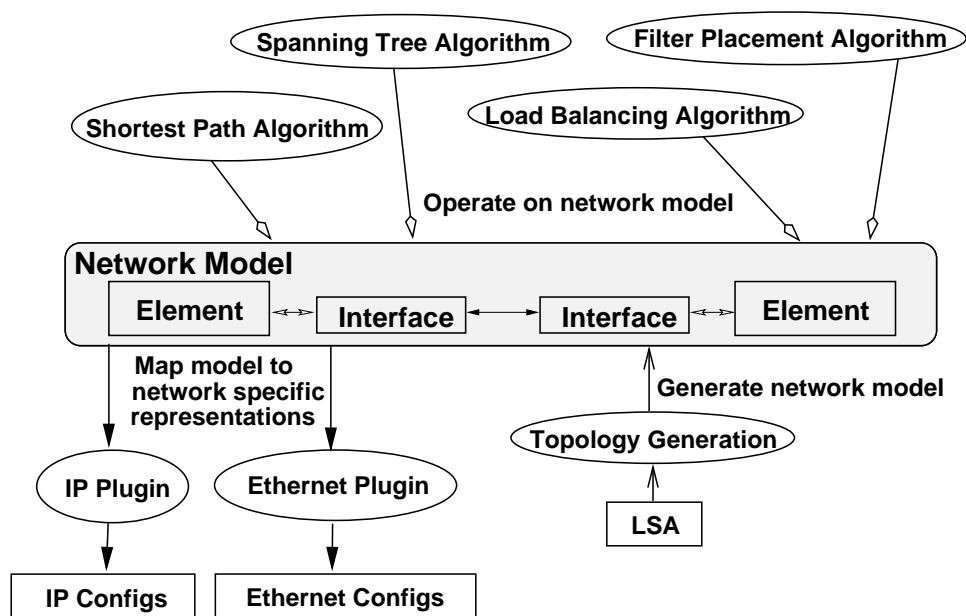 Spanning Tree Algorithm
Filter Placement Algorithm
Shortest Path Algorithm
Load Balancing Algorithm
Operate on network model
Network Model
Element
Interface
Interface
Element
Map model to
network specific
representations
Generate network model
Topology Generation
IP Plugin
Ethernet Plugin
LSA
IP Configs
Ethernet Configs